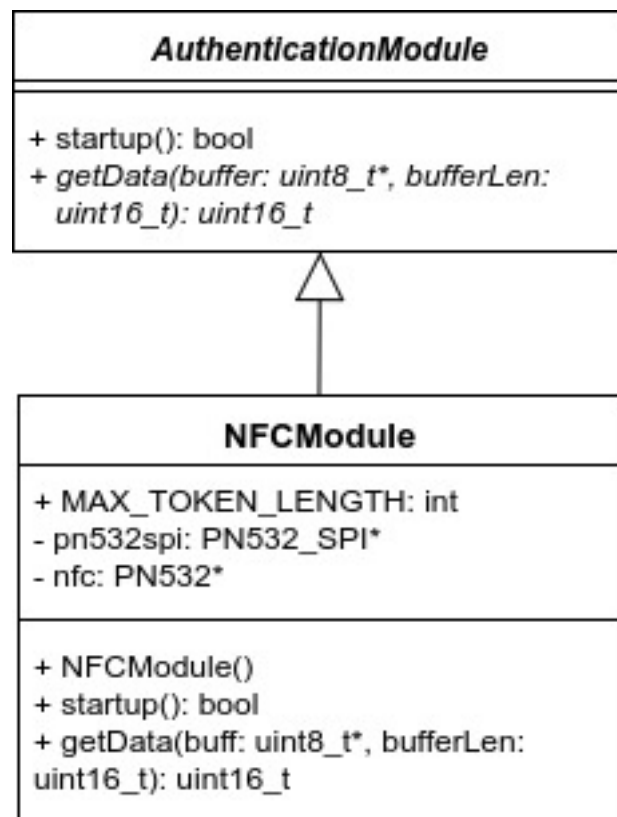 AuthenticationModule
+ startup(): bool
+ getData(buffer: uint8_t*, bufferLen:
uint16_t): uint16_t
NFCModule
+ MAX_TOKEN_LENGTH: int
- pn532spi: PN532_SPI*
- nfc: PN532*
+ NFCModule()
+ startup(): bool
+ getData(buff: uint8_t*, bufferLen:
uint16_t): uint16_t